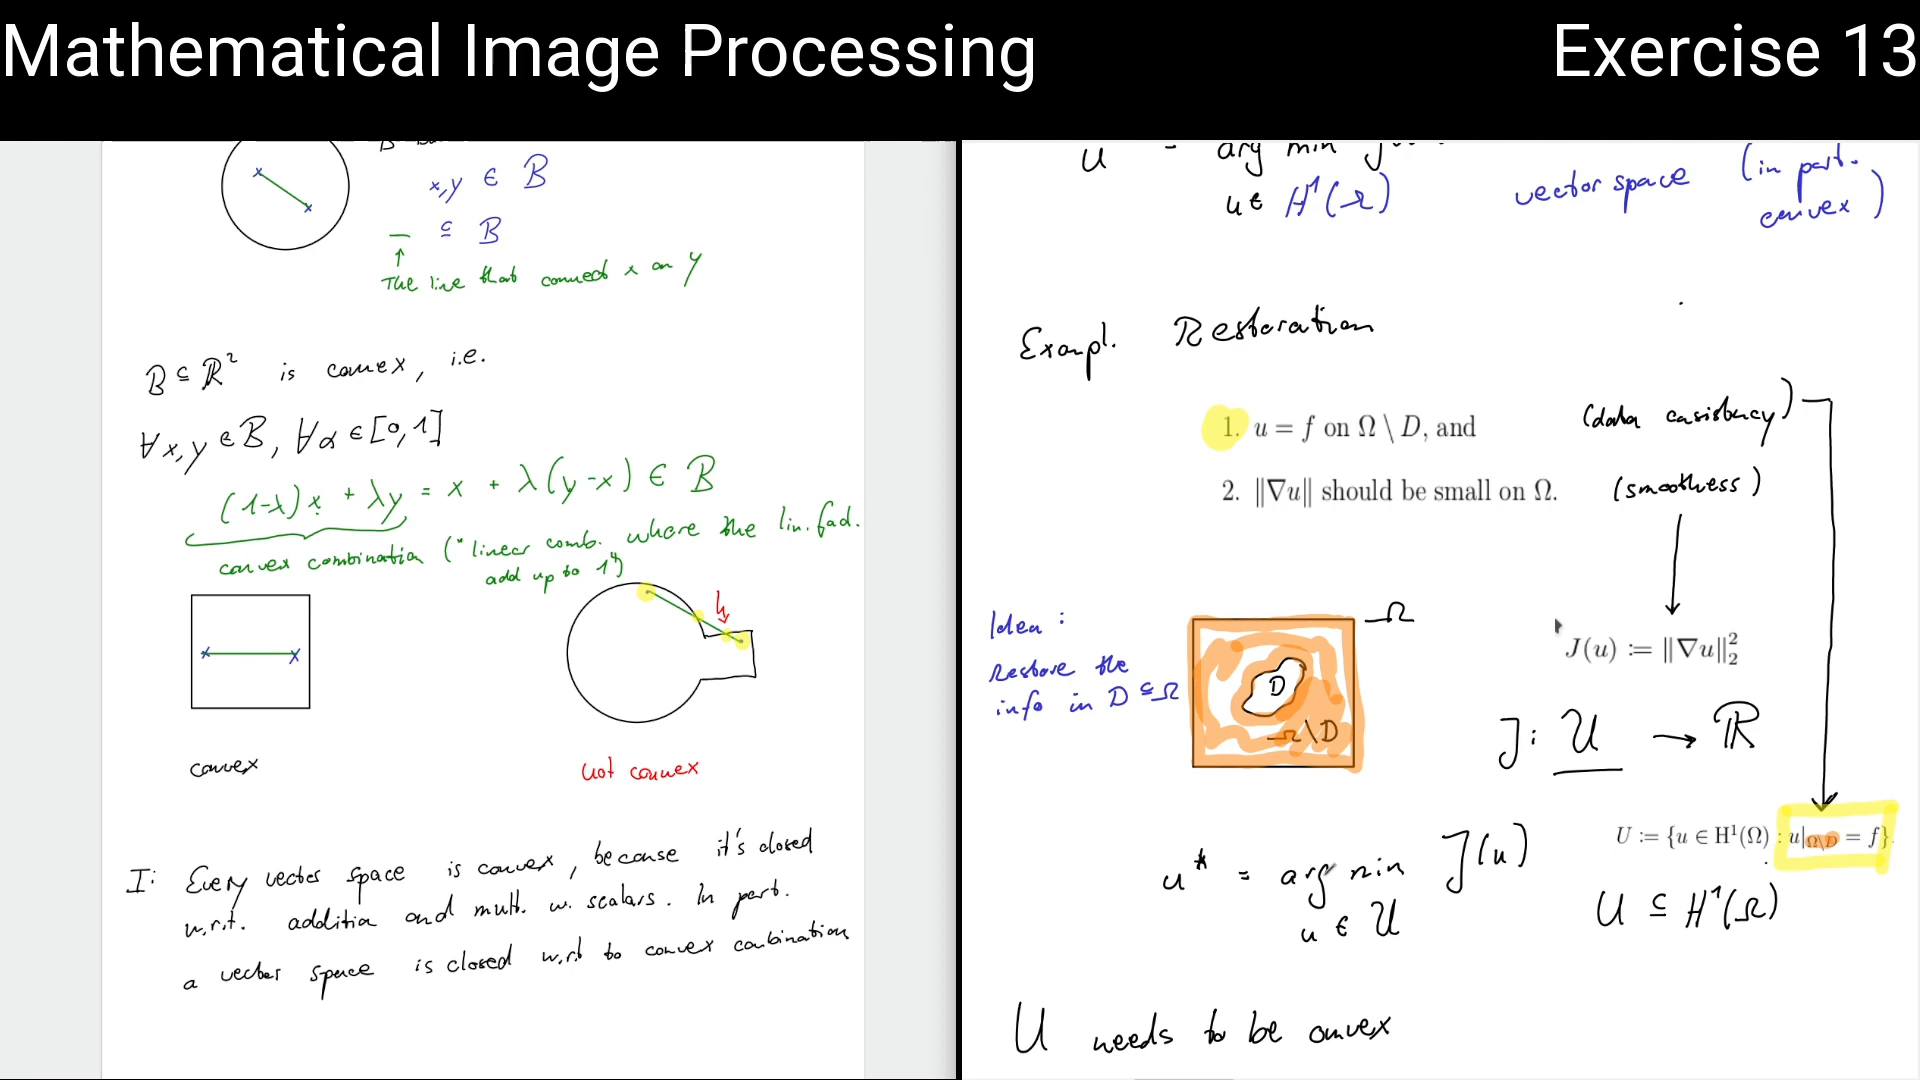 Mathematical Image Processing Exercise 13
x,y ∈ B
— ⊆ B
↑
The line that connect x on y
B ⊆ ℝ² is convex, i.e.
∀ x,y ∈ B, ∀ α ∈ [0,1]
(1-λ)x + λy = x + λ(y-x) ∈ B
convex combination ("linear comb. where the lin. fad.
add up to 1")
convex
not convex
I: Every vector space is convex, because it's closed
w.r.t. addition and mult. w. scalars. In part.
a vector space is closed w.r.t to convex combination
U = arg min
u ∈ H¹(Ω)
vector space (in part.
convex)
Exampl. Restoration
1. u = f on Ω \ D, and (data casistency)
2. ‖∇u‖ should be small on Ω. (smoothness)
Idea:
Restore the
info in D ⊆ Ω
Ω
D
Ω\D
J(u) := ‖∇u‖₂²
J: U → ℝ
U := {u ∈ H¹(Ω) : u|Ω\D = f}.
u* = arg min J(u)
u ∈ U
U ⊆ H¹(Ω)
U needs to be convex